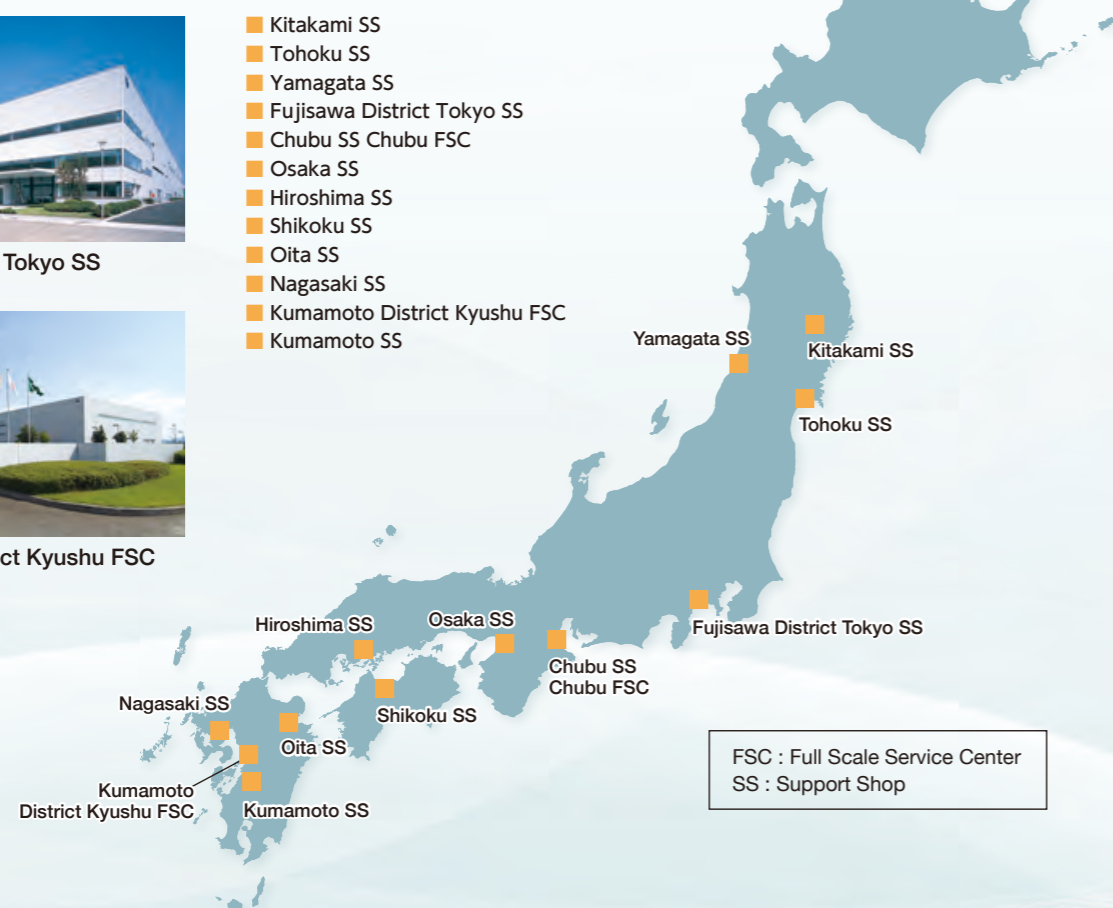 Tokyo SS
ct Kyushu FSC
Kitakami SS
Tohoku SS
Yamagata SS
Fujisawa District Tokyo SS
Chubu SS Chubu FSC
Osaka SS
Hiroshima SS
Shikoku SS
Oita SS
Nagasaki SS
Kumamoto District Kyushu FSC
Kumamoto SS
Yamagata SS
Kitakami SS
Tohoku SS
Hiroshima SS
Osaka SS
Fujisawa District Tokyo SS
Chubu SS
Chubu FSC
Nagasaki SS
Shikoku SS
Oita SS
Kumamoto
District Kyushu FSC
Kumamoto SS
FSC : Full Scale Service Center
SS : Support Shop